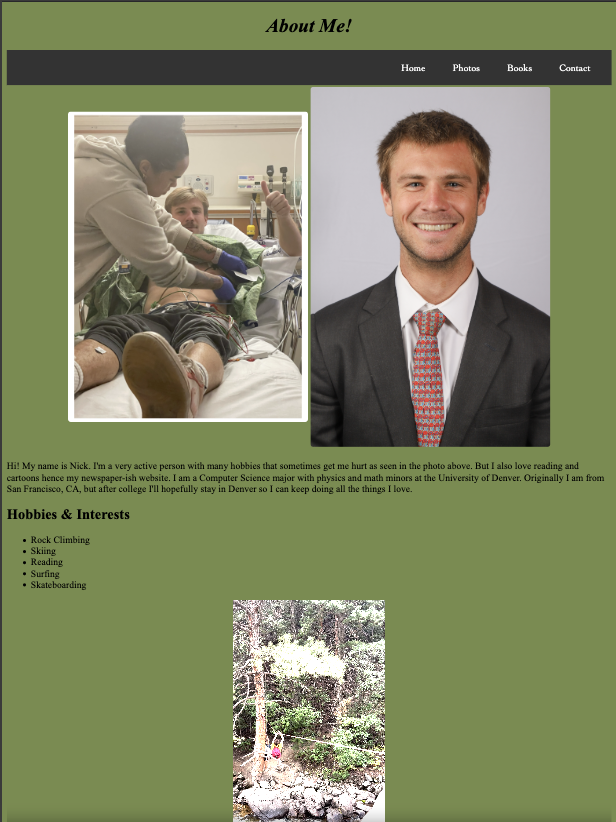 About Me!
Home Photos Books Contact
Hi! My name is Nick. I'm a very active person with many hobbies that sometimes get me hurt as seen in the photo above. But I also love reading and
cartoons hence my newspaper-ish website. I am a Computer Science major with physics and math minors at the University of Denver. Originally I am from
San Francisco, CA, but after college I'll hopefully stay in Denver so I can keep doing all the things I love.
Hobbies & Interests
Rock Climbing
Skiing
Reading
Surfing
Skateboarding